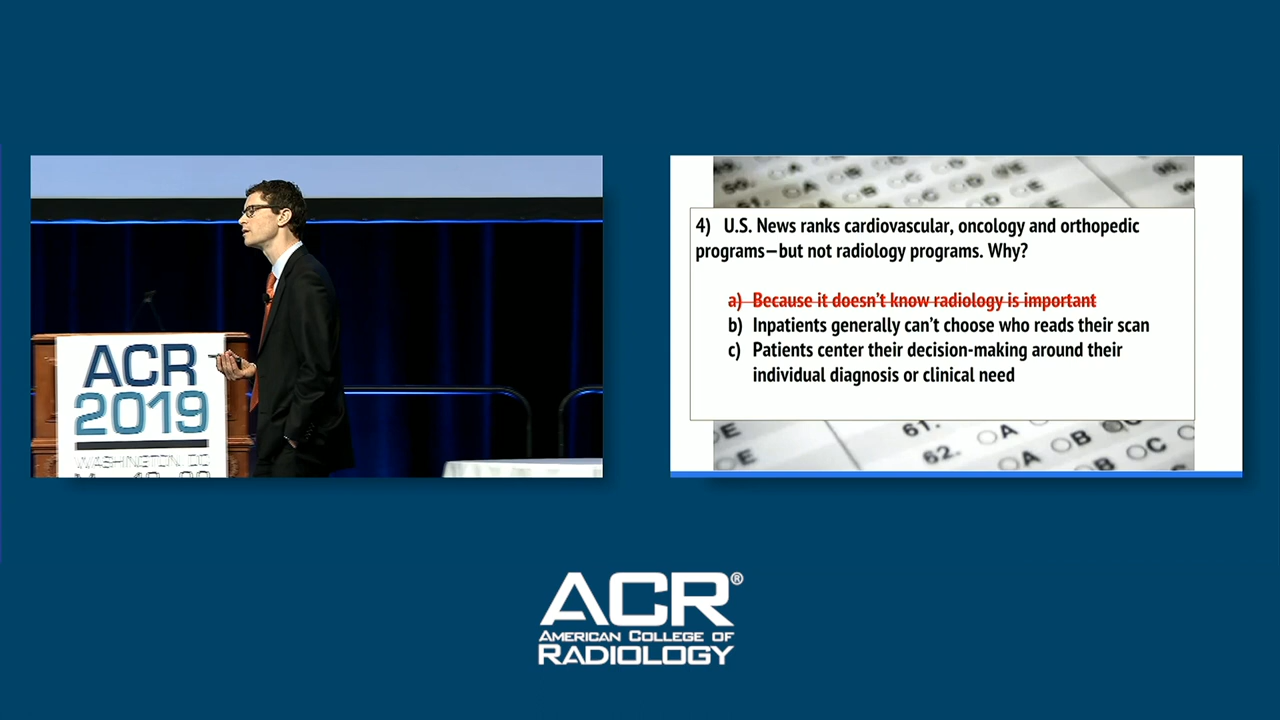 ACR
2019
WASHINGTON, DC
4) U.S. News ranks cardiovascular, oncology and orthopedic
programs—but not radiology programs. Why?
a) Because it doesn't know radiology is important
b) Inpatients generally can't choose who reads their scan
c) Patients center their decision-making around their
individual diagnosis or clinical need
61.
62.
A
B
C
E
A
B
E
ACR®
AMERICAN COLLEGE OF
RADIOLOGY